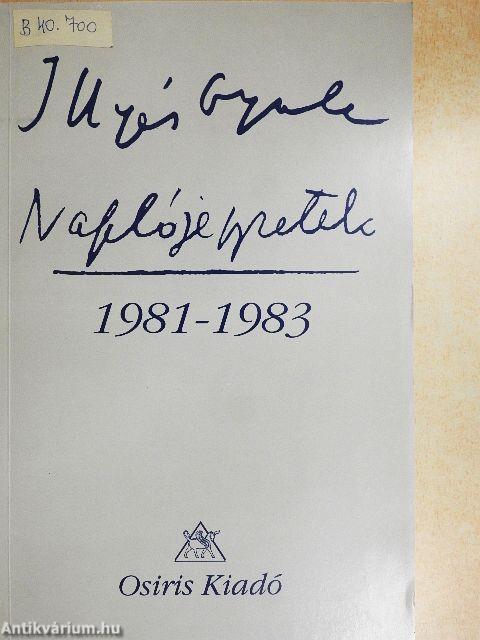 B 40.700
Illyés Gyula
Naplójegyzetek
1981-1983
Osiris Kiadó
Antikvárium.hu